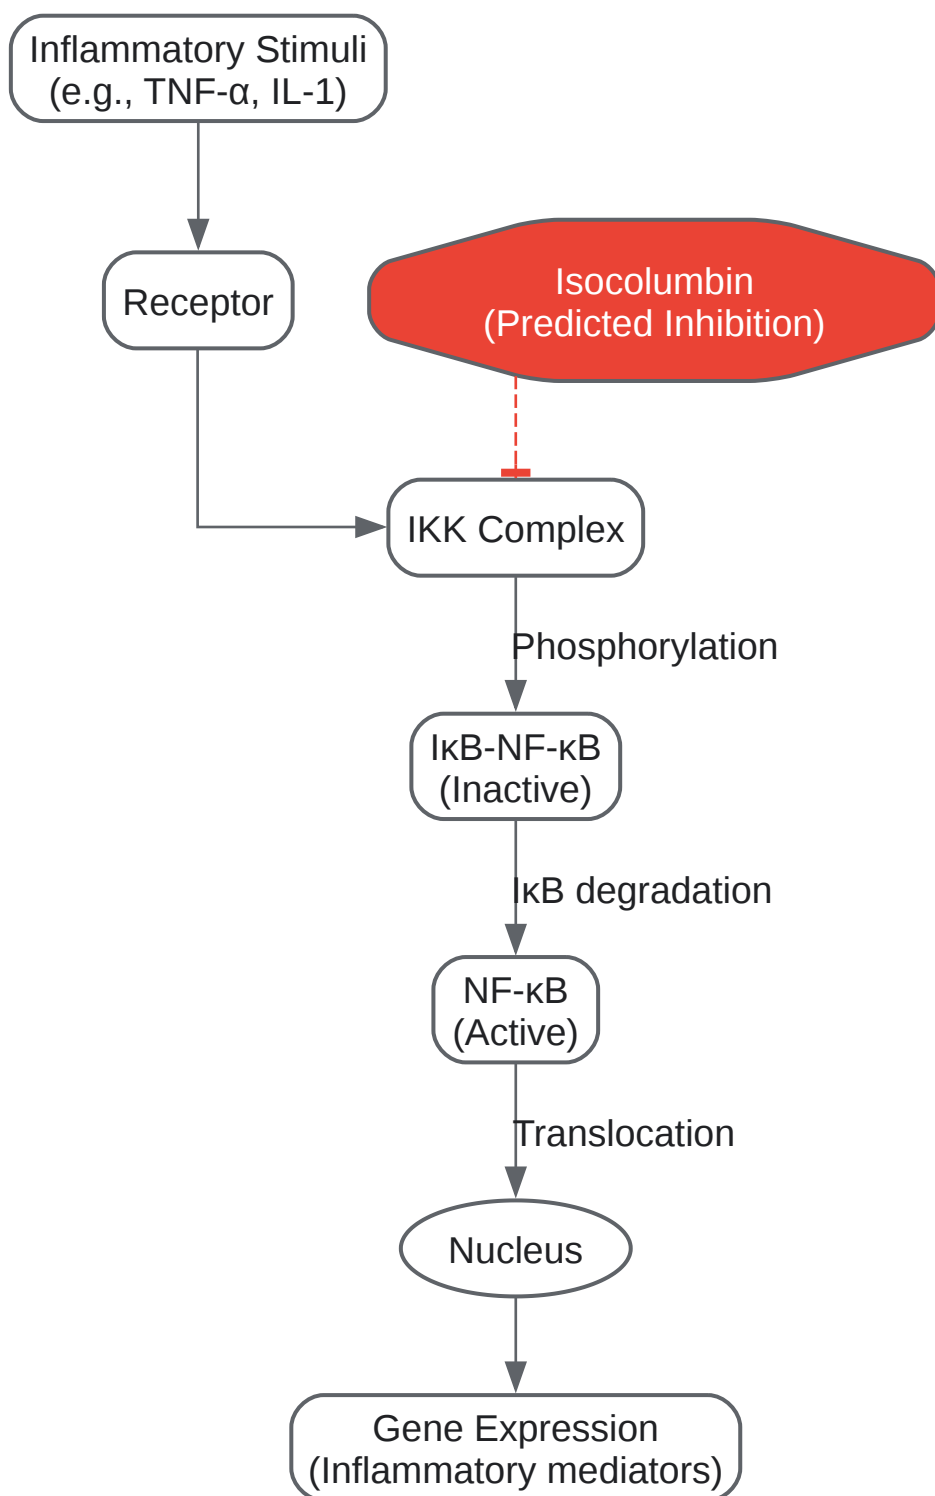 Inflammatory Stimuli
(e.g., TNF-α, IL-1)
Receptor
Isocolumbin
(Predicted Inhibition)
IKK Complex
Phosphorylation
IκB-NF-κB
(Inactive)
IκB degradation
NF-κB
(Active)
Translocation
Nucleus
Gene Expression
(Inflammatory mediators)